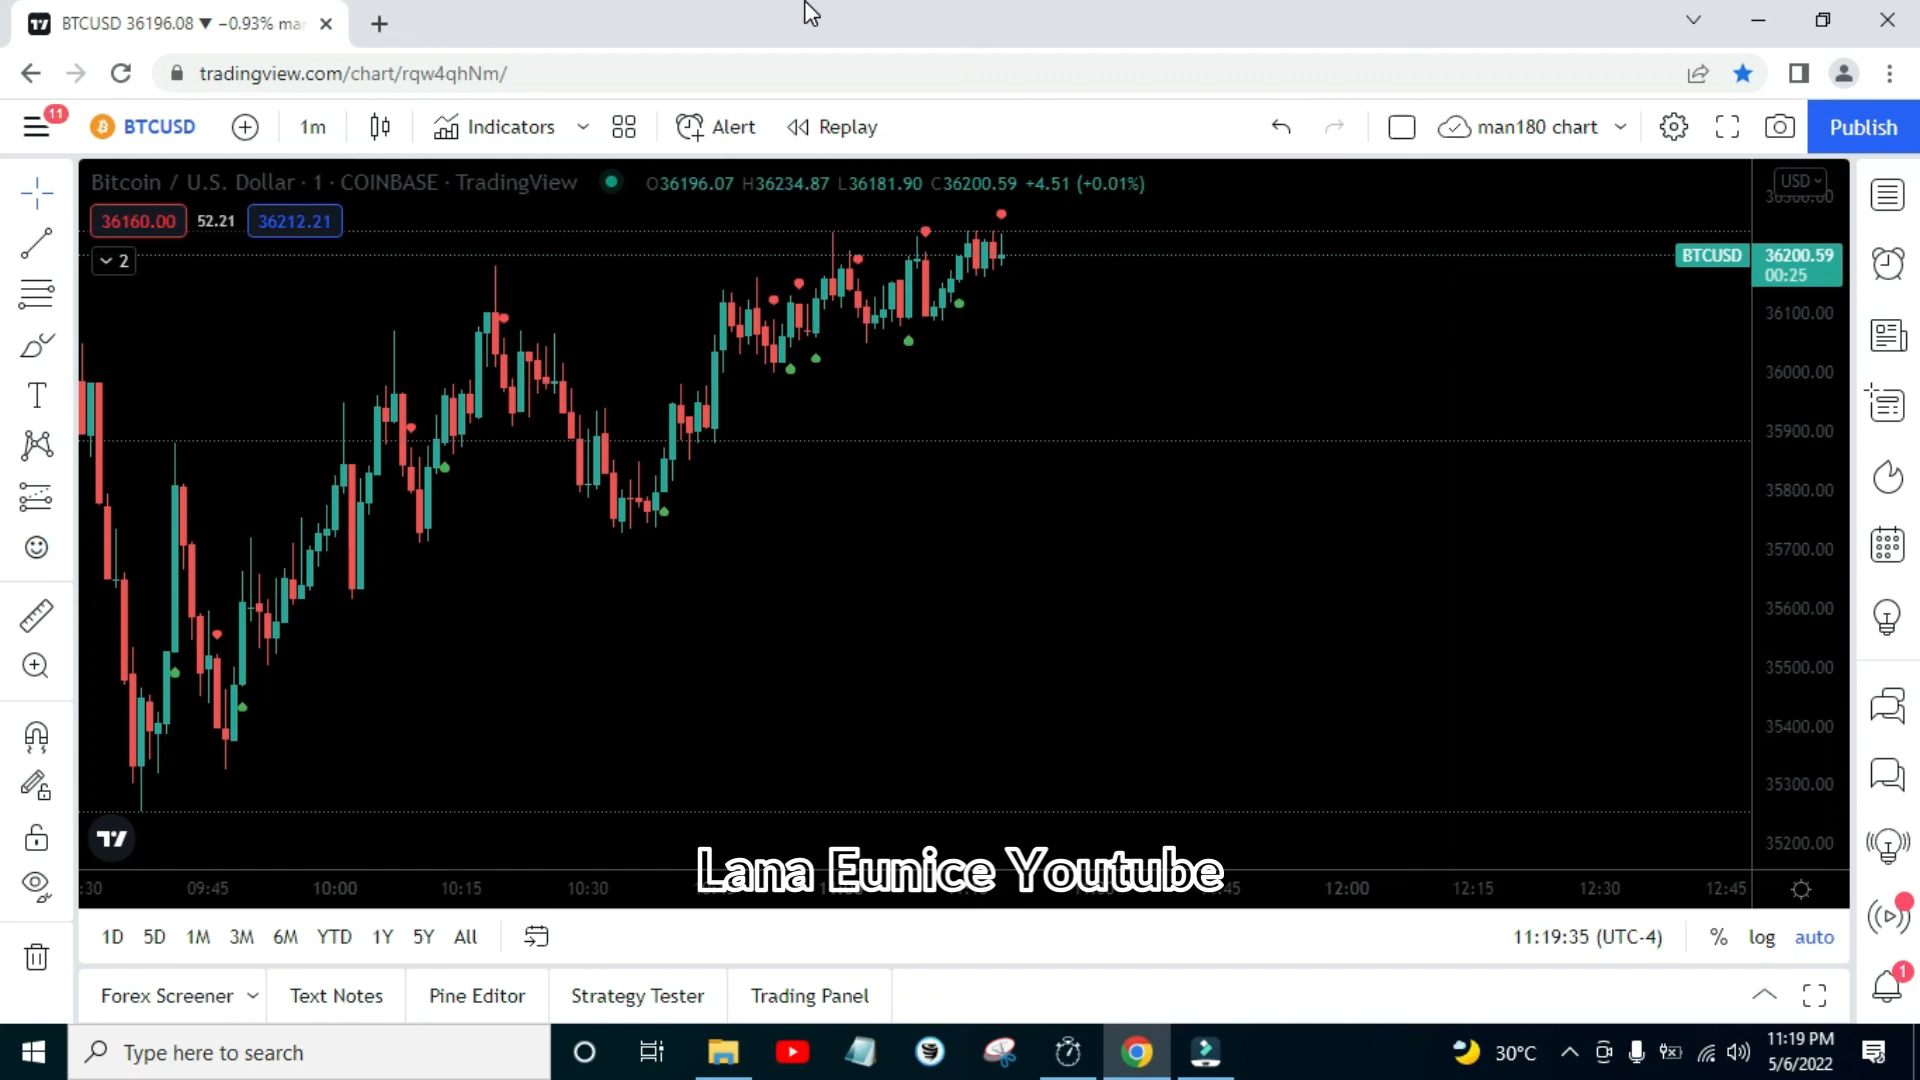 BTCUSD 36196.08 ▼ −0.93% ma
tradingview.com/chart/rqw4qhNm/
11
BTCUSD
1m
Indicators
Alert
Replay
man180 chart
Publish
Bitcoin / U.S. Dollar · 1 · COINBASE · TradingView
O36196.07 H36234.87 L36181.90 C36200.59 +4.51 (+0.01%)
USD
36160.00 52.21 36212.21
2
BTCUSD 36200.59
00:25
36100.00
36000.00
35900.00
35800.00
35700.00
35600.00
35500.00
35400.00
35300.00
35200.00
Lana Eunice Youtube
:30 09:45 10:00 10:15 10:30 :45 12:00 12:15 12:30 12:45
1D 5D 1M 3M 6M YTD 1Y 5Y All
11:19:35 (UTC-4) % log auto
1
Forex Screener Text Notes Pine Editor Strategy Tester Trading Panel
Type here to search
30°C
11:19 PM
5/6/2022